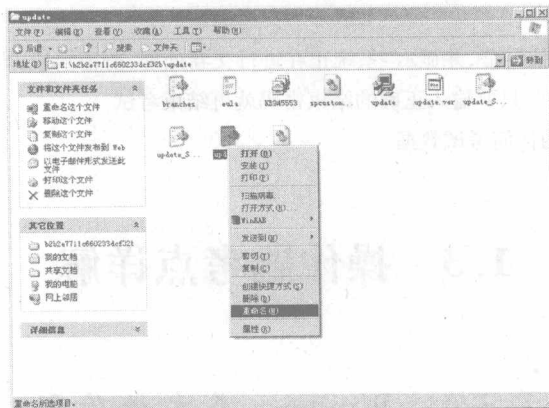 update
文件(F) 编辑(E) 查看(V) 收藏(A) 工具(T) 帮助(H)
后退 搜索 文件夹
地址(D) E:\b2b2a7711c6602334cf32b\update 转到
文件和文件夹任务
重命名这个文件
移动这个文件
复制这个文件
将这个文件发布到 Web
以电子邮件形式发送此
文件
打印这个文件
删除这个文件
其它位置
b2b2a7711c6602334cf32b
我的文档
共享文档
我的电脑
网上邻居
详细信息
branches eula KB945553 spcustom... update update.ver update_S...
update_S... upd
打开(O)
安装(I)
打印(P)
扫描病毒
打开方式(H)...
WinRAR
发送到(N)
剪切(T)
复制(C)
创建快捷方式(S)
删除(D)
重命名(M)
属性(R)
重命名所选项目。